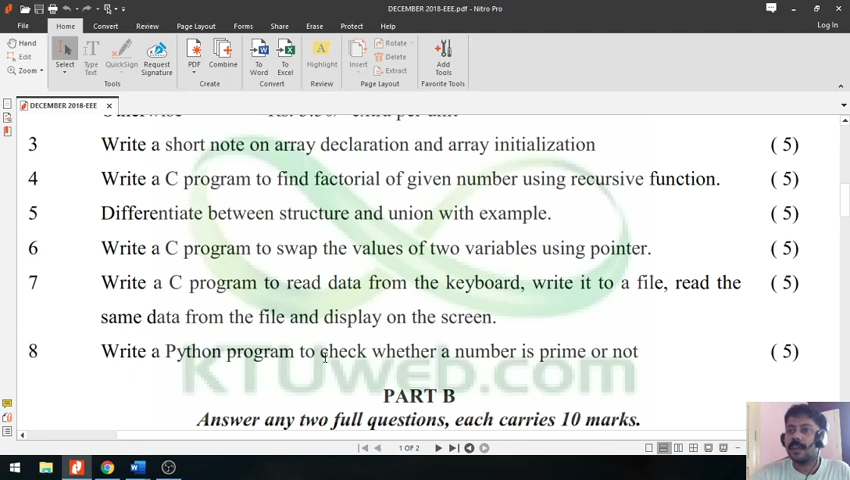 DECEMBER 2018-EEE.pdf - Nitro Pro
File Home Convert Review Page Layout Forms Share Erase Protect Help Log In
Hand
Edit
Zoom
Select
Type Text
QuickSign
Request Signature
PDF
Combine
To Word
To Excel
Highlight
Insert
Rotate
Delete
Extract
Add Tools
Tools Create Convert Review Page Layout Favorite Tools
DECEMBER 2018-EEE
3 Write a short note on array declaration and array initialization ( 5)
4 Write a C program to find factorial of given number using recursive function. ( 5)
5 Differentiate between structure and union with example. ( 5)
6 Write a C program to swap the values of two variables using pointer. ( 5)
7 Write a C program to read data from the keyboard, write it to a file, read the ( 5)
same data from the file and display on the screen.
8 Write a Python program to check whether a number is prime or not ( 5)
KTUweb.com
PART B
Answer any two full questions, each carries 10 marks.
1 OF 2